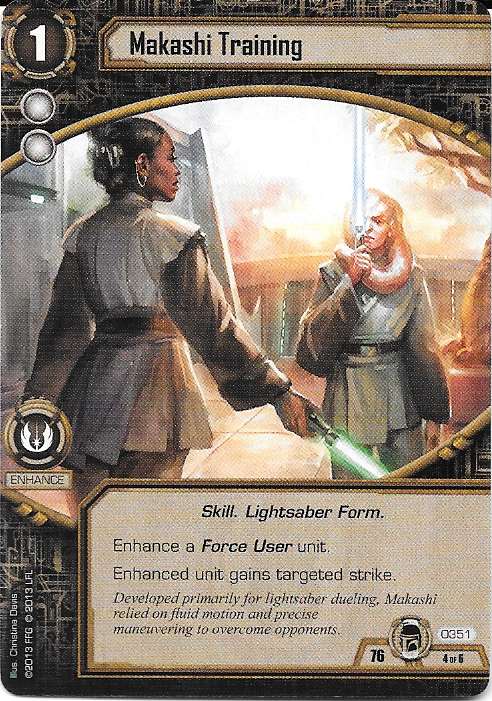 1
Makashi Training
ENHANCE
Skill. Lightsaber Form.
Enhance a Force User unit.
Enhanced unit gains targeted strike.
Developed primarily for lightsaber dueling, Makashi
relied on fluid motion and precise
maneuvering to overcome opponents.
Illus. Christina Davis
©2013 FFG ©2013 LFL
76
0351
4 OF 6